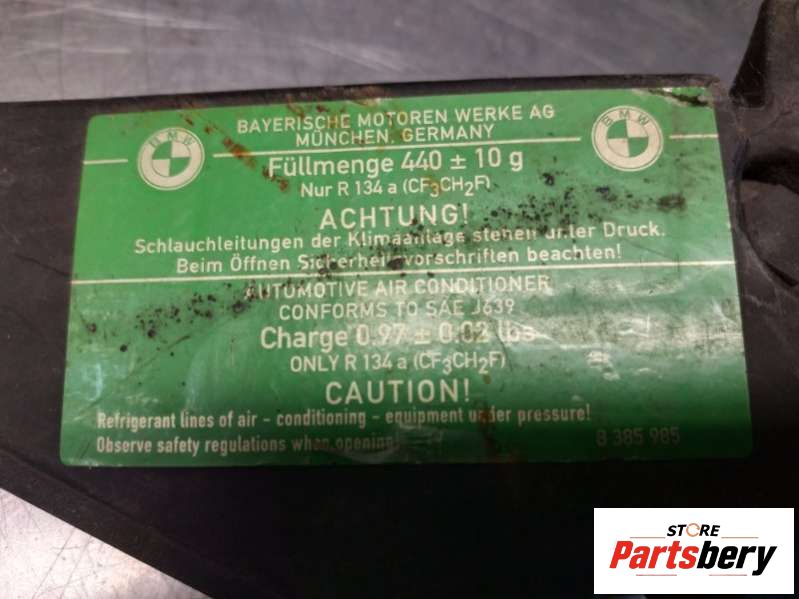 BAYERISCHE MOTOREN WERKE AG
MÜNCHEN, GERMANY
BMW
BMW
Füllmenge 440 ± 10 g
Nur R 134 a (CF3CH2F)
ACHTUNG!
Schlauchleitungen der Klimaanlage stehen unter Druck.
Beim Öffnen Sicherheitsvorschriften beachten!
AUTOMOTIVE AIR CONDITIONER
CONFORMS TO SAE J639
Charge 0.97 ± 0.02 lbs
ONLY R 134 a (CF3CH2F)
CAUTION!
Refrigerant lines of air - conditioning - equipment under pressure!
Observe safety regulations when opening
8 385 985
STORE
Partsbery